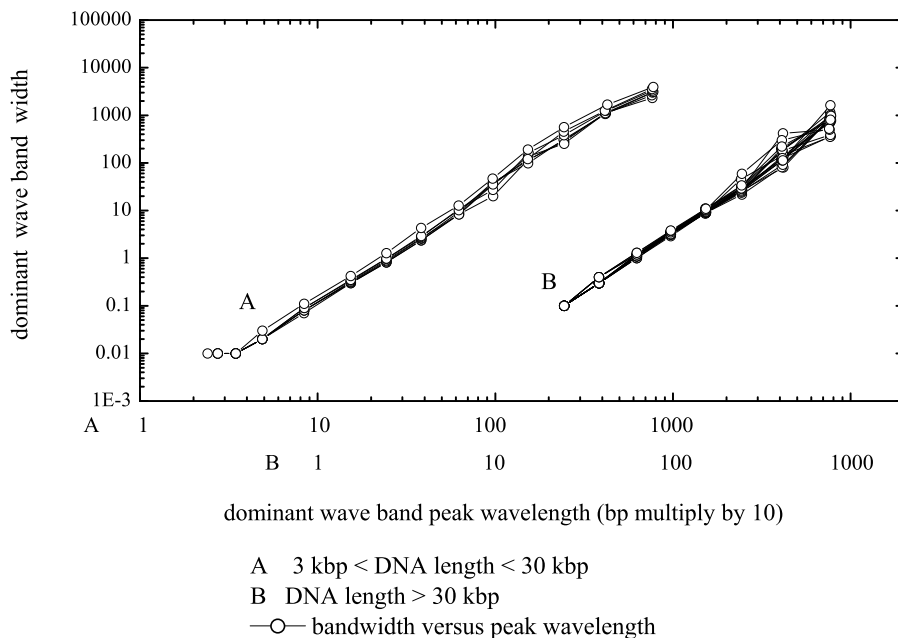 100000
10000
1000
100
10
1
0.1
0.01
1E-3
dominant wave band width
A
B
A 1 10 100 1000
B 1 10 100 1000
dominant wave band peak wavelength (bp multiply by 10)
A 3 kbp < DNA length < 30 kbp
B DNA length > 30 kbp
bandwidth versus peak wavelength